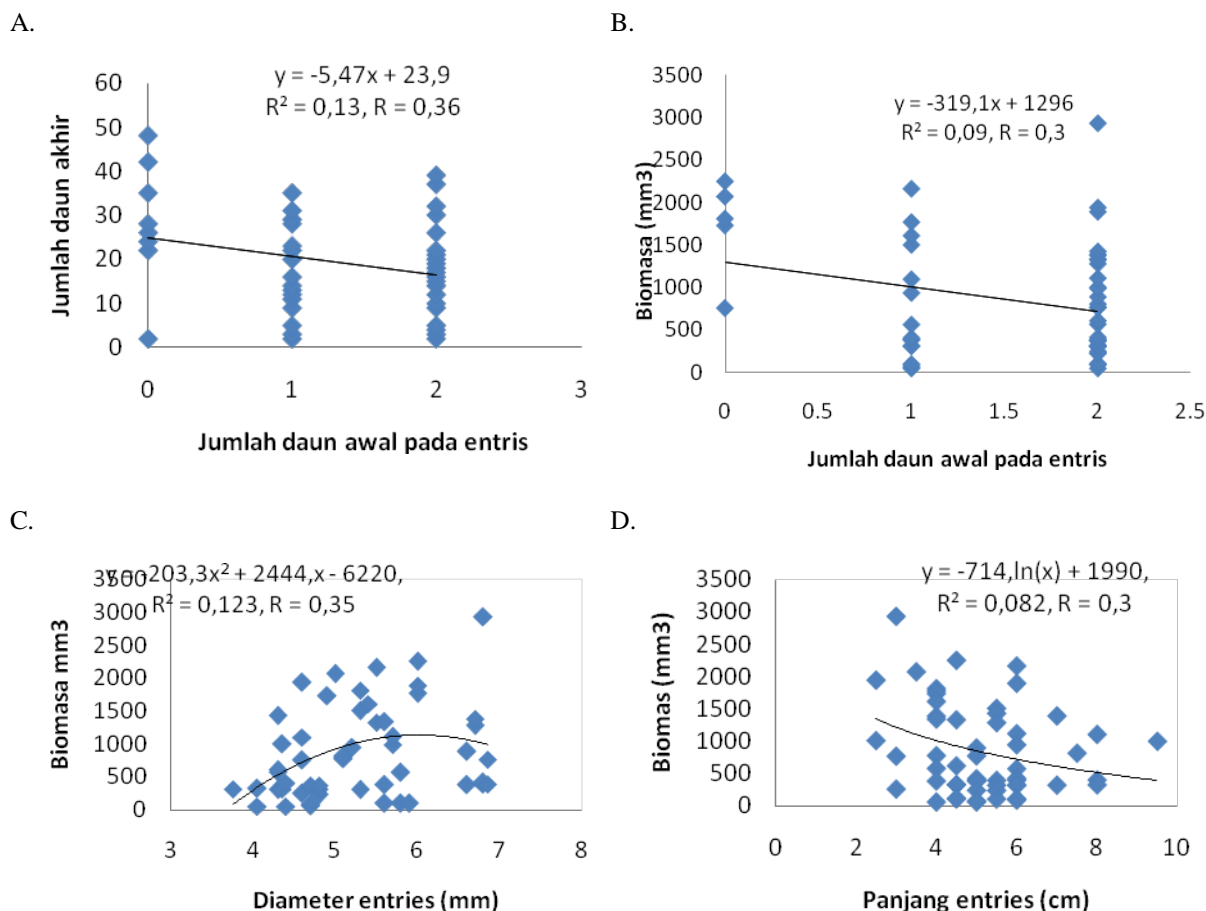 A.
y = -5,47x + 23,9
R² = 0,13, R = 0,36
Jumlah daun akhir
60
50
40
30
20
10
0
0 1 2 3
Jumlah daun awal pada entris
B.
y = -319,1x + 1296
R² = 0,09, R = 0,3
Biomasa (mm3)
3500
3000
2500
2000
1500
1000
500
0
0 0.5 1 1.5 2 2.5
Jumlah daun awal pada entris
C.
y = -203,3x² + 2444,x - 6220,
R² = 0,123, R = 0,35
Biomasa mm3
3500
3000
2500
2000
1500
1000
500
0
3 4 5 6 7 8
Diameter entries (mm)
D.
y = -714,ln(x) + 1990,
R² = 0,082, R = 0,3
Biomas (mm3)
3500
3000
2500
2000
1500
1000
500
0
0 2 4 6 8 10
Panjang entries (cm)